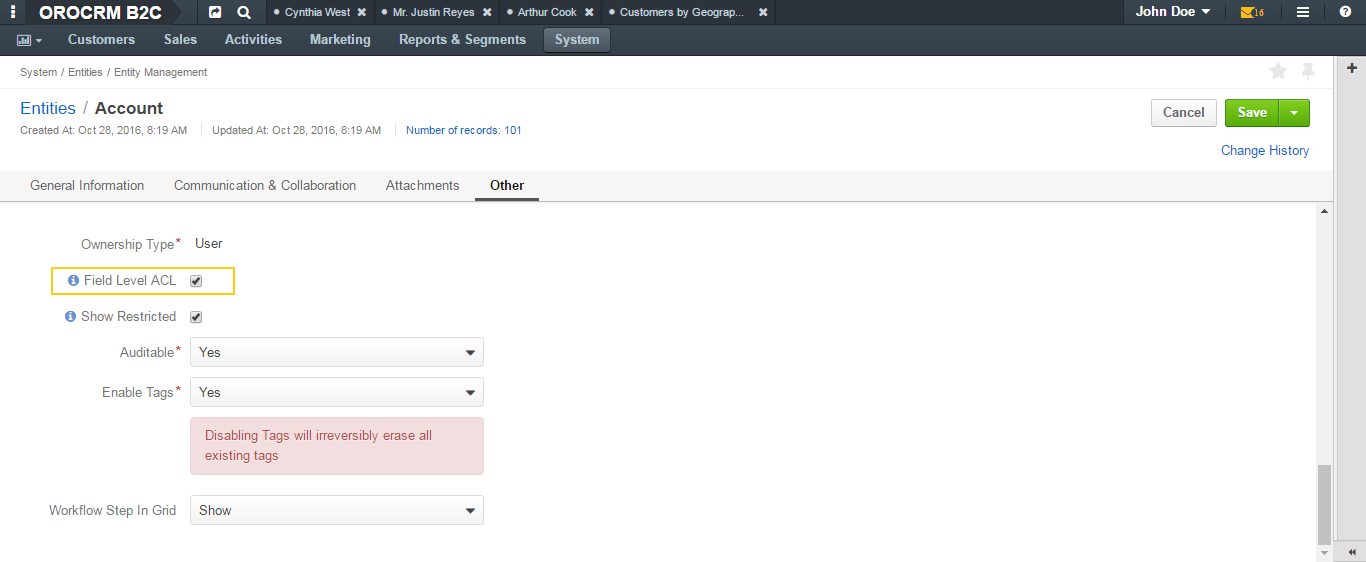 OROCRM B2C Cynthia West Mr. Justin Reyes Arthur Cook Customers by Geograp... John Doe 16
Customers Sales Activities Marketing Reports & Segments System
System / Entities / Entity Management
Entities / Account Cancel Save
Created At: Oct 28, 2016, 8:19 AM Updated At: Oct 28, 2016, 8:19 AM Number of records: 101
Change History
General Information Communication & Collaboration Attachments Other
Ownership Type* User
Field Level ACL
Show Restricted
Auditable* Yes
Enable Tags* Yes
Disabling Tags will irreversibly erase all
existing tags
Workflow Step In Grid Show